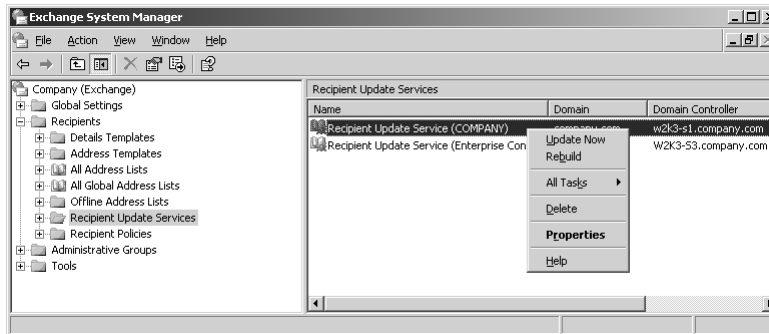 Exchange System Manager
File Action View Window Help
Company (Exchange)
Global Settings
Recipients
Details Templates
Address Templates
All Address Lists
All Global Address Lists
Offline Address Lists
Recipient Update Services
Recipient Policies
Administrative Groups
Tools
Recipient Update Services
Name Domain Domain Controller
Recipient Update Service (COMPANY) company.com w2k3-s1.company.com
Recipient Update Service (Enterprise Con W2K3-S3.company.com
Update Now
Rebuild
All Tasks
Delete
Properties
Help